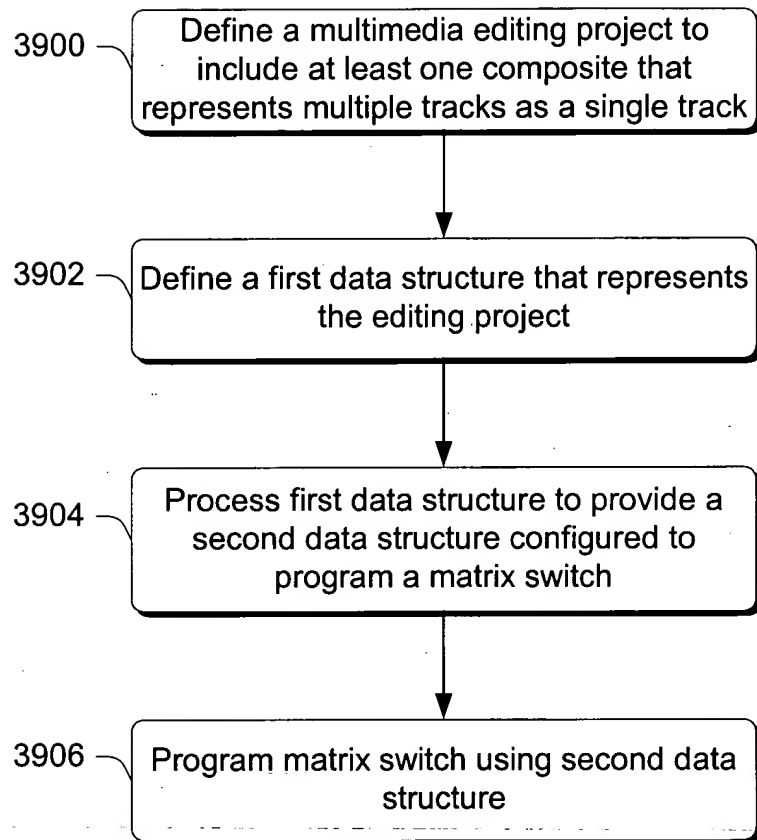 3900
Define a multimedia editing project to
include at least one composite that
represents multiple tracks as a single track
3902
Define a first data structure that represents
the editing project
3904
Process first data structure to provide a
second data structure configured to
program a matrix switch
3906
Program matrix switch using second data
structure